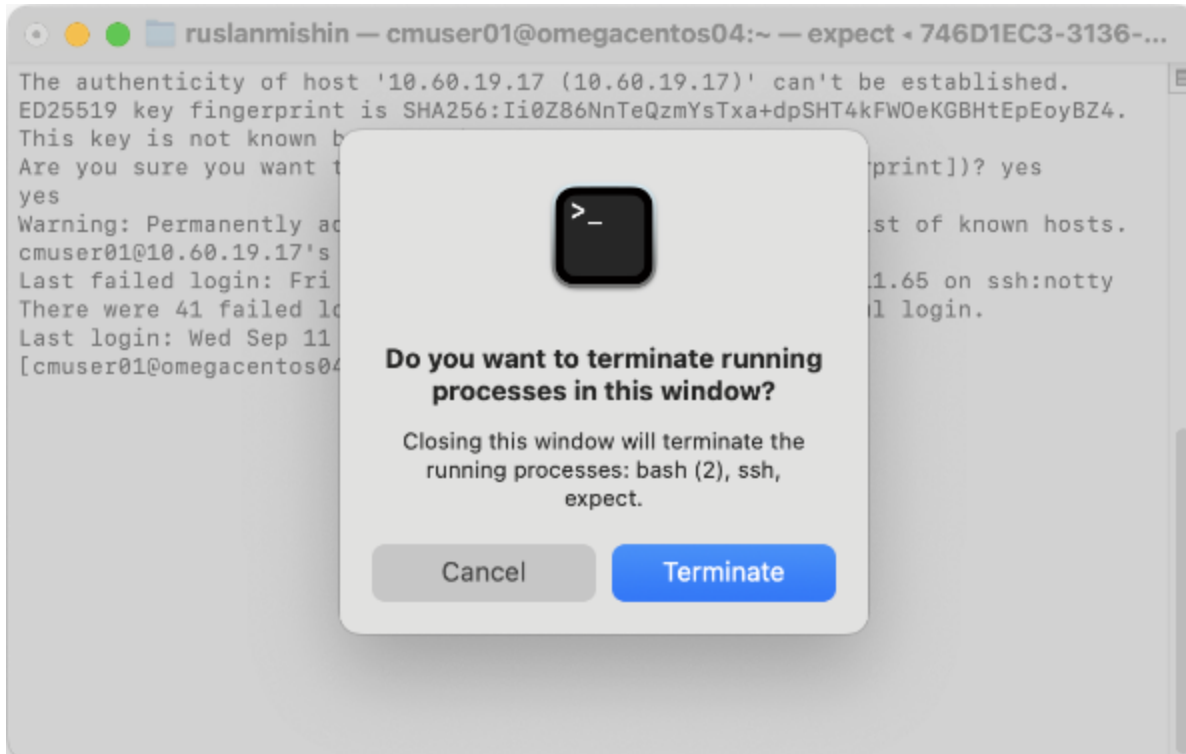 ruslanmishin — cmuser01@omegacentos04:~ — expect ◂ 746D1EC3-3136-...
The authenticity of host '10.60.19.17 (10.60.19.17)' can't be established.
ED25519 key fingerprint is SHA256:Ii0Z86NnTeQzmYsTxa+dpSHT4kFWOeKGBHtEpEoyBZ4.
This key is not known b
Are you sure you want t print])? yes
yes
Warning: Permanently ad st of known hosts.
cmuser01@10.60.19.17's
Last failed login: Fri 1.65 on ssh:notty
There were 41 failed lo l login.
Last login: Wed Sep 11
[cmuser01@omegacentos04
>_
Do you want to terminate running
processes in this window?
Closing this window will terminate the
running processes: bash (2), ssh,
expect.
Cancel Terminate